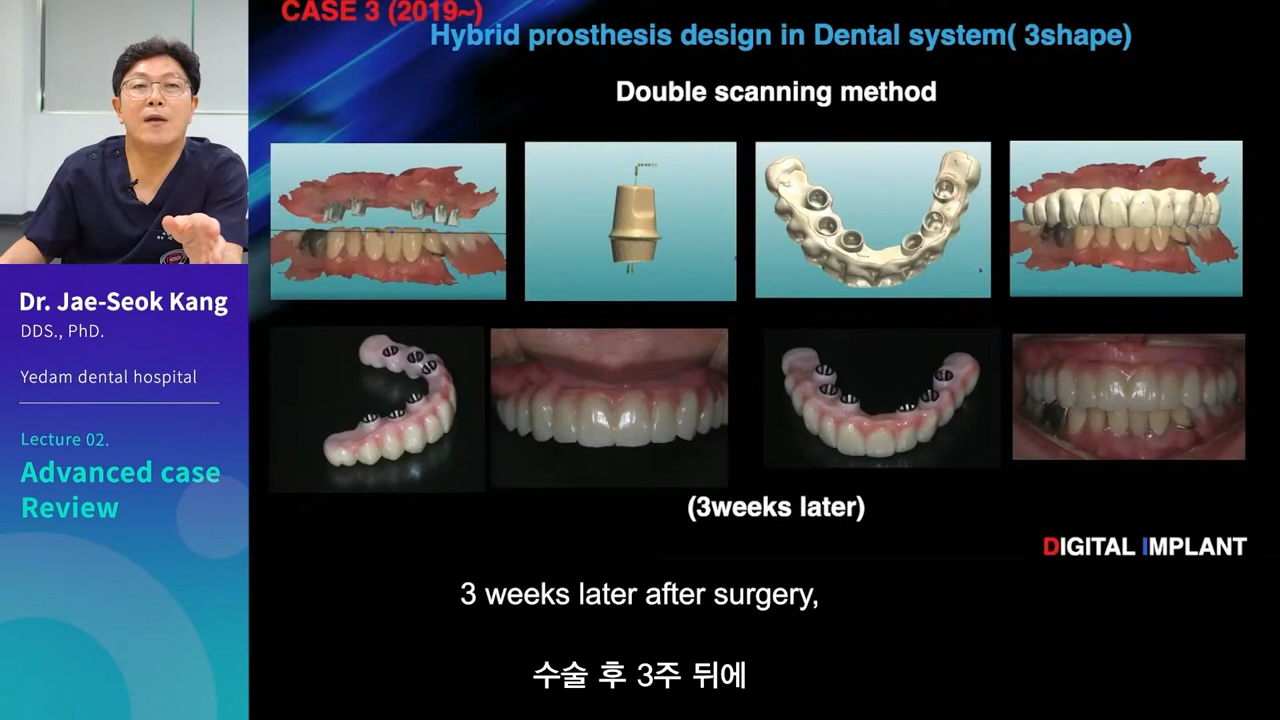 CASE 3 (2019~)
Hybrid prosthesis design in Dental system( 3shape)
Double scanning method
Dr. Jae-Seok Kang
DDS., PhD.
Yedam dental hospital
Lecture 02.
Advanced case
Review
(3weeks later)
DIGITAL IMPLANT
3 weeks later after surgery,
수술 후 3주 뒤에